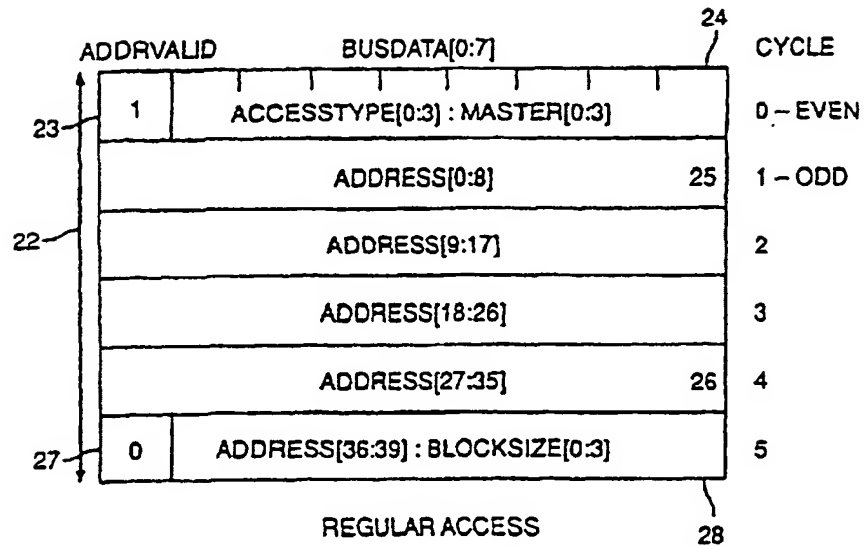 24
ADDRVALID BUSDATA[0:7] CYCLE
23 1 ACCESSTYPE[0:3] : MASTER[0:3] 0 – EVEN
ADDRESS[0:8] 25 1 – ODD
22 ADDRESS[9:17] 2
ADDRESS[18:26] 3
ADDRESS[27:35] 26 4
27 0 ADDRESS[36:39] : BLOCKSIZE[0:3] 5
REGULAR ACCESS 28